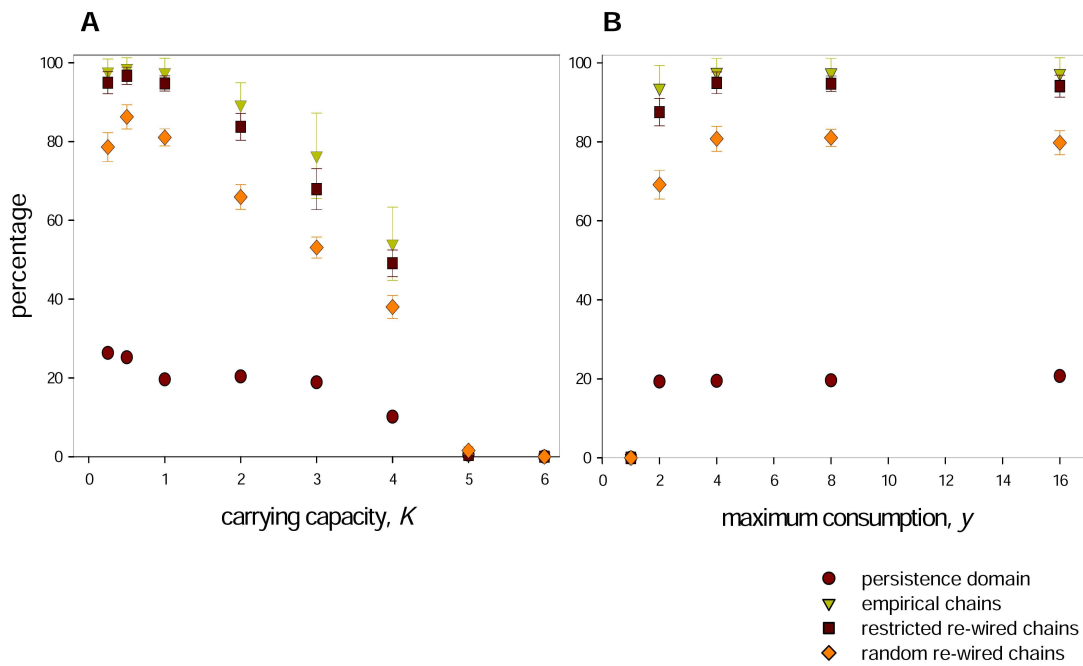 A
B
percentage
100
80
60
40
20
0
0 1 2 3 4 5 6
carrying capacity, K
100
80
60
40
20
0
0 2 4 6 8 10 12 14 16
maximum consumption, y
persistence domain
empirical chains
restricted re-wired chains
random re-wired chains